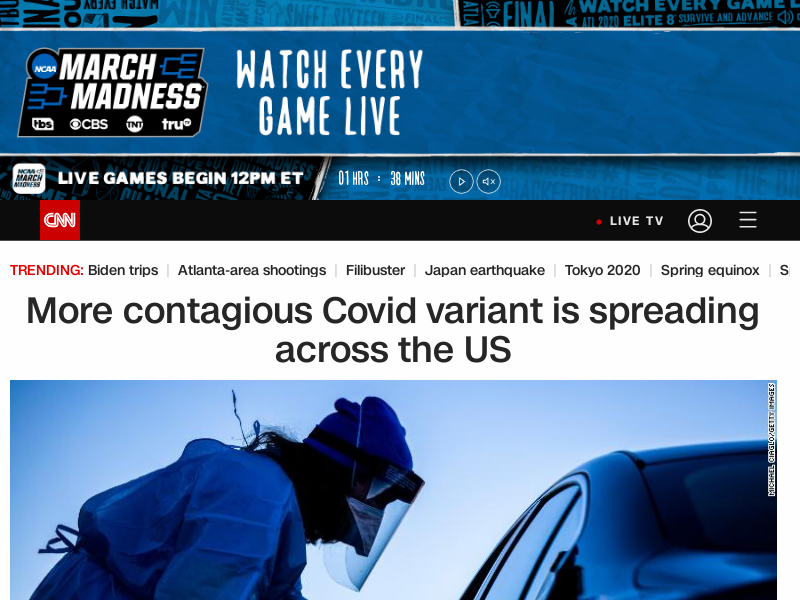 WATCH EVERY
FINAL
WATCH EVERY GAME L
ATL 2020 ELITE 8 SURVIVE AND ADVANCE
NCAA
MARCH
MADNESS
tbs CBS TNT truTV
WATCH EVERY
GAME LIVE
NCAA
MARCH
MADNESS
LIVE GAMES BEGIN 12PM ET
01 HRS : 38 MINS
CNN
LIVE TV
TRENDING: Biden trips Atlanta-area shootings Filibuster Japan earthquake Tokyo 2020 Spring equinox S
More contagious Covid variant is spreading
across the US
MICHAEL CIAGLO/GETTY IMAGES